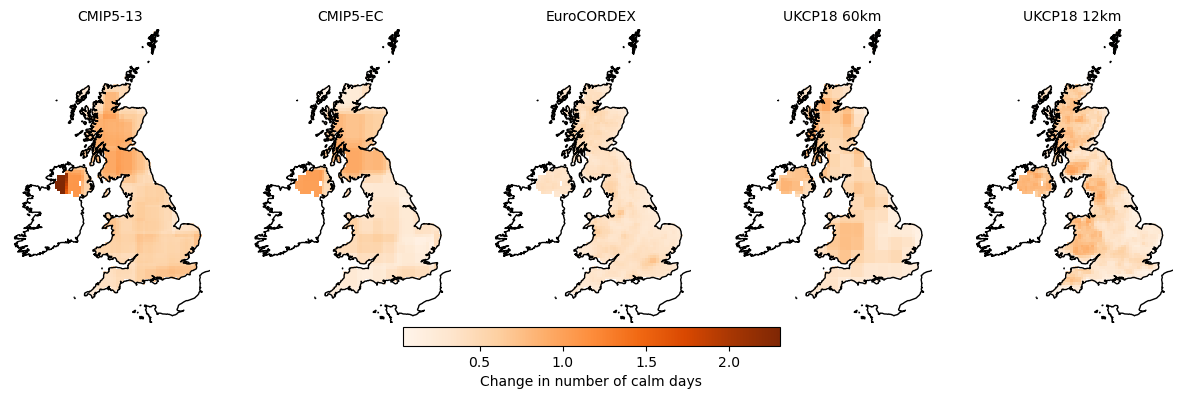 CMIP5-13 CMIP5-EC EuroCORDEX UKCP18 60km UKCP18 12km
0.5 1.0 1.5 2.0
Change in number of calm days